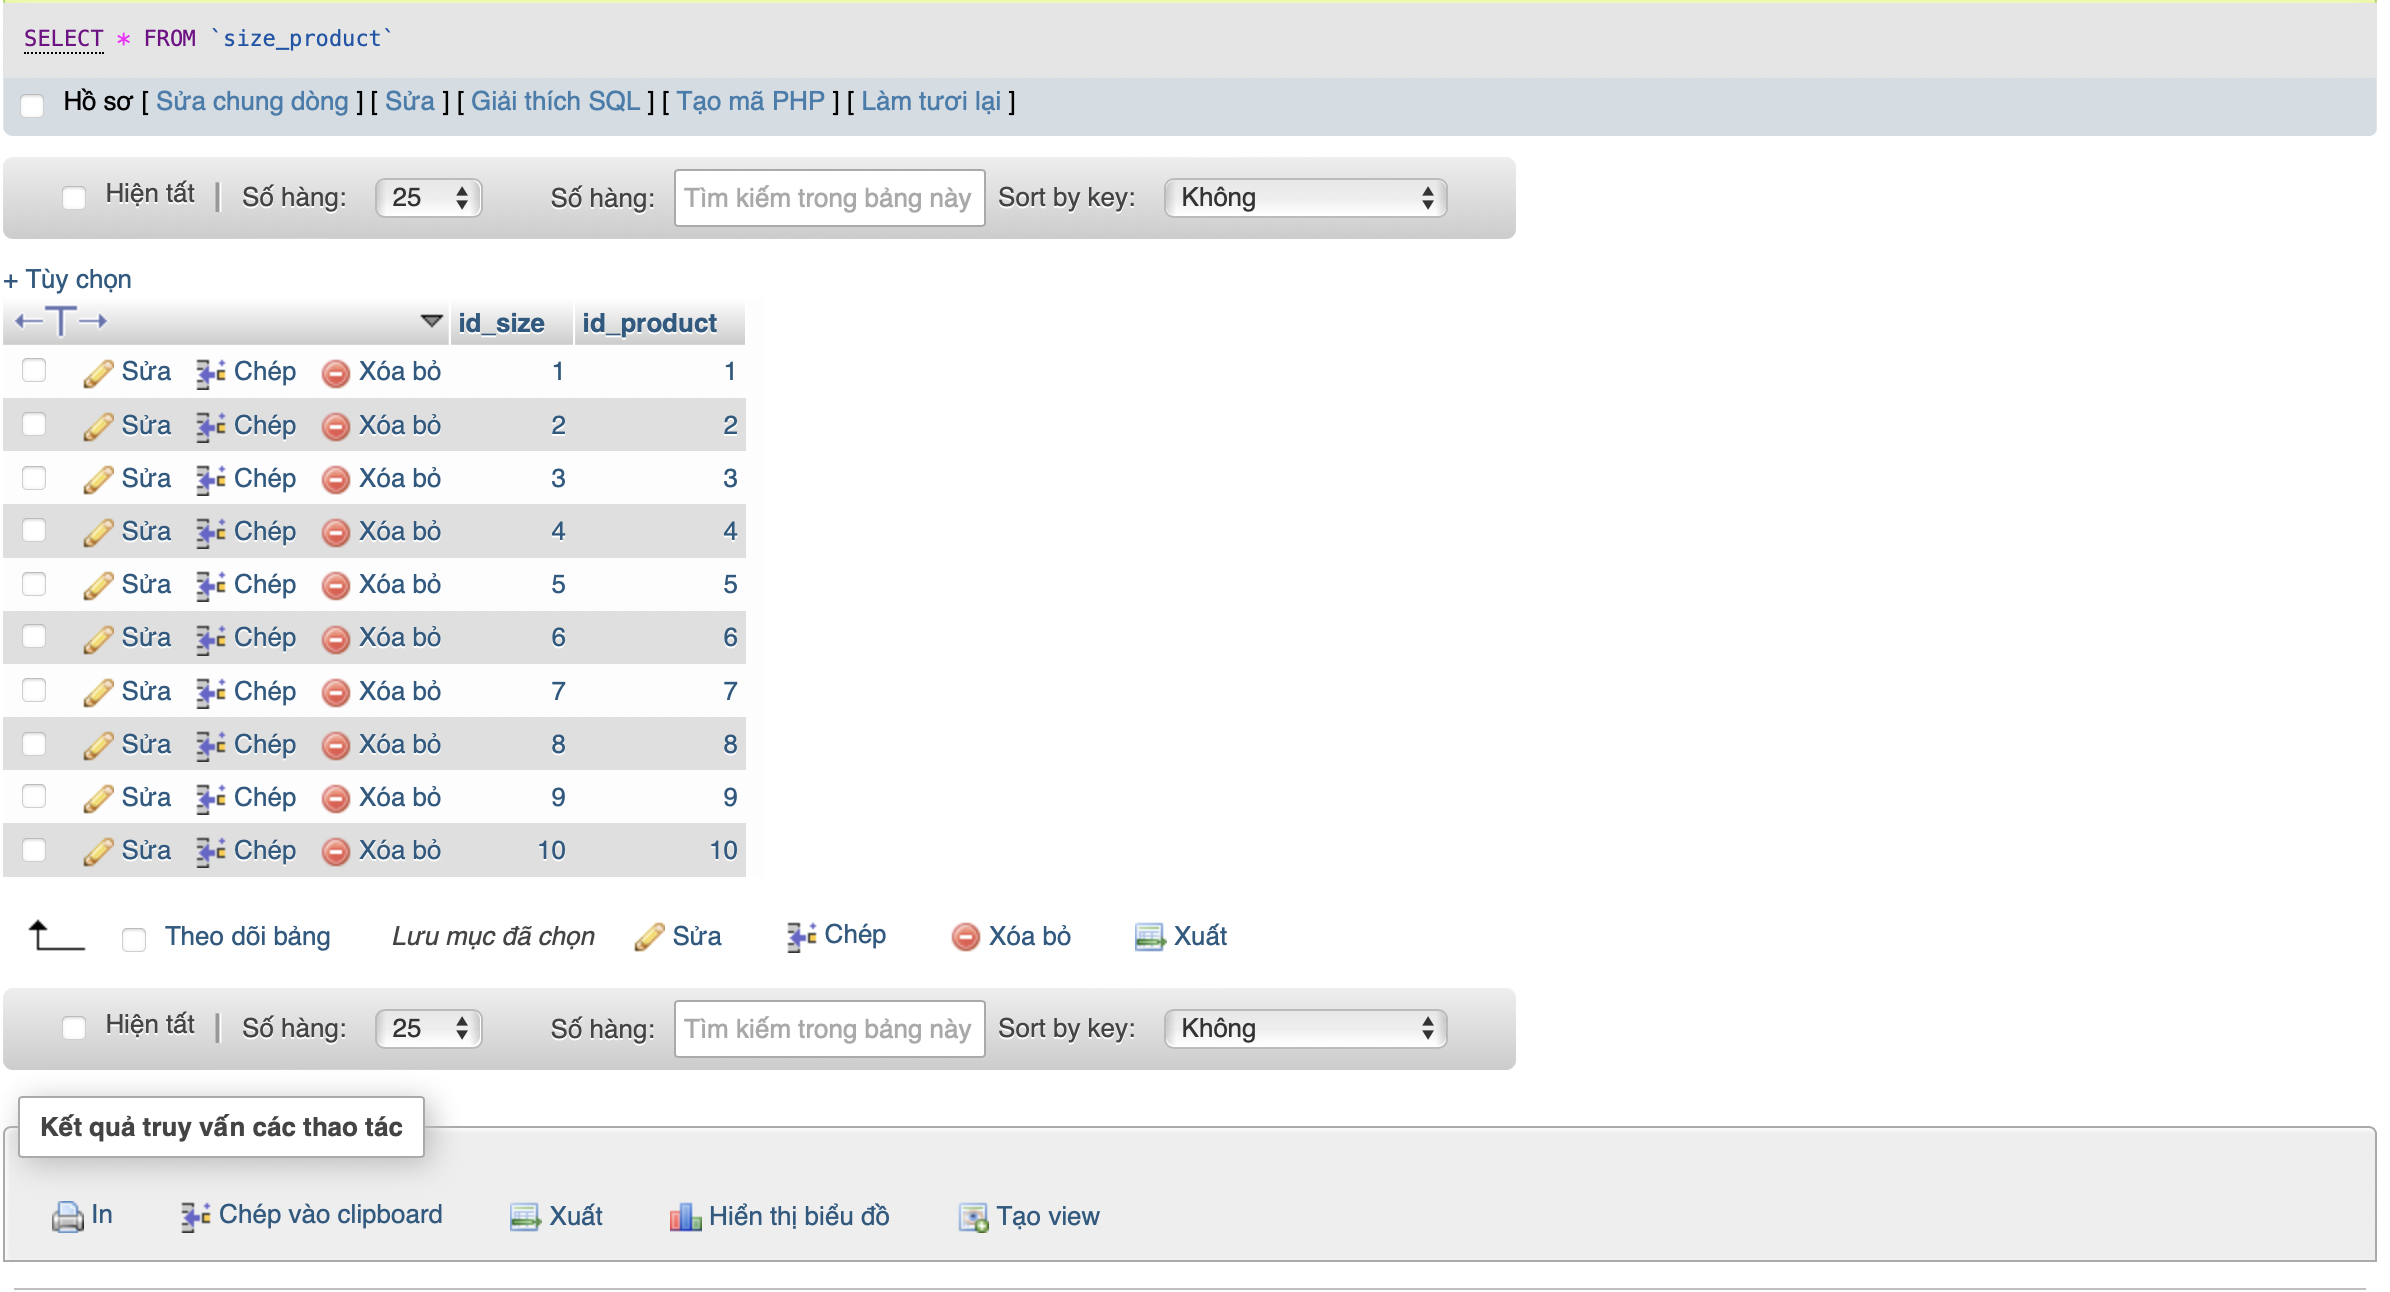 SELECT * FROM `size_product`
Hồ sơ [ Sửa chung dòng ] [ Sửa ] [ Giải thích SQL ] [ Tạo mã PHP ] [ Làm tươi lại ]
Hiện tất | Số hàng: 25 Số hàng: Tìm kiếm trong bảng này Sort by key: Không
+ Tùy chọn
←T→ id_size id_product
Sửa Chép Xóa bỏ 1 1
Sửa Chép Xóa bỏ 2 2
Sửa Chép Xóa bỏ 3 3
Sửa Chép Xóa bỏ 4 4
Sửa Chép Xóa bỏ 5 5
Sửa Chép Xóa bỏ 6 6
Sửa Chép Xóa bỏ 7 7
Sửa Chép Xóa bỏ 8 8
Sửa Chép Xóa bỏ 9 9
Sửa Chép Xóa bỏ 10 10
Theo dõi bảng Lưu mục đã chọn Sửa Chép Xóa bỏ Xuất
Hiện tất | Số hàng: 25 Số hàng: Tìm kiếm trong bảng này Sort by key: Không
Kết quả truy vấn các thao tác
In Chép vào clipboard Xuất Hiển thị biểu đồ Tạo view